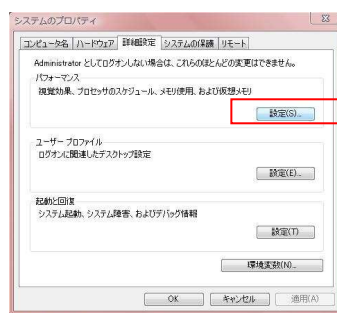 システムのプロパティ
コンピュータ名 ハードウェア 詳細設定 システムの保護 リモート
Administrator としてログオンしない場合は、これらのほとんどの変更はできません。
パフォーマンス
視覚効果、プロセッサのスケジュール、メモリ使用、および仮想メモリ
設定(S)...
ユーザー プロファイル
ログオンに関連したデスクトップ設定
設定(E)...
起動と回復
システム起動、システム障害、およびデバッグ情報
設定(T)
環境変数(N)...
OK キャンセル 適用(A)